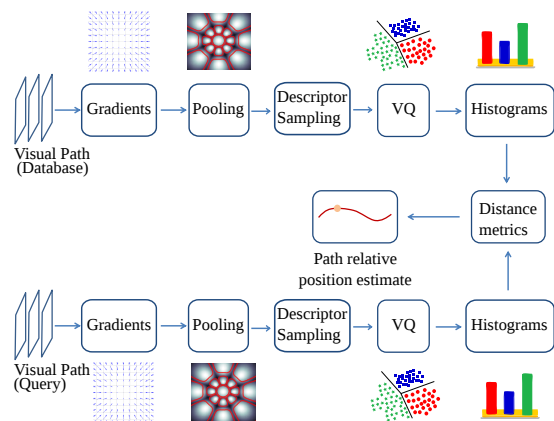 Gradients
Pooling
Descriptor
Sampling
VQ
Histograms
Visual Path
(Database)
Distance
metrics
Path relative
position estimate
Gradients
Pooling
Descriptor
Sampling
VQ
Histograms
Visual Path
(Query)